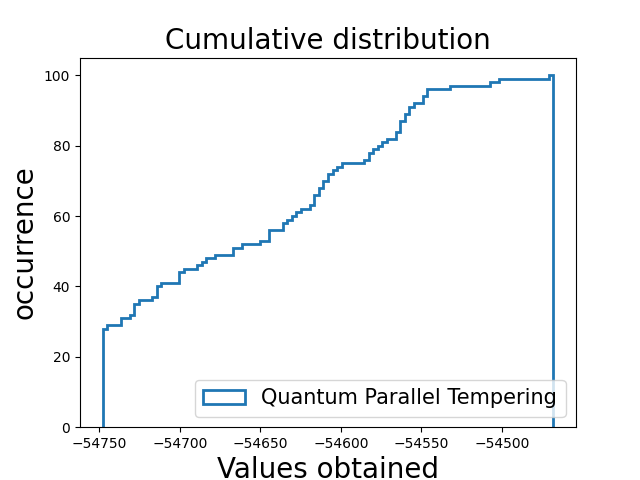 Cumulative distribution
100
80
60
40
20
0
occurrence
Quantum Parallel Tempering
−54750 −54700 −54650 −54600 −54550 −54500
Values obtained